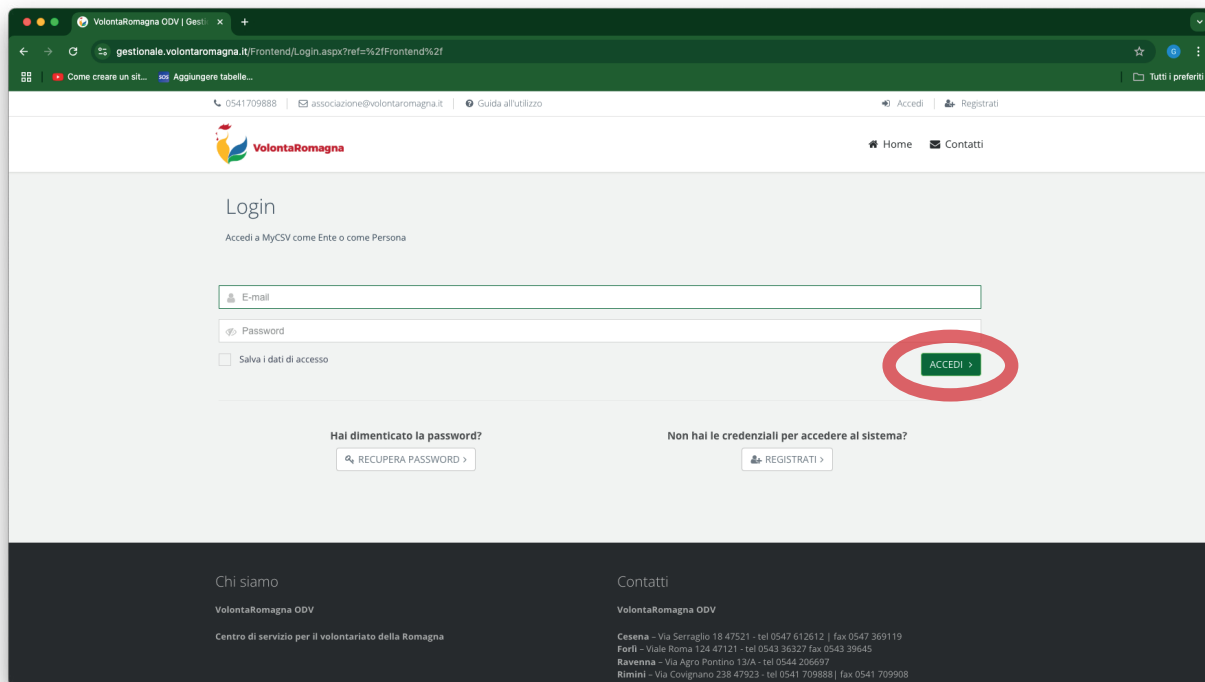 VolontaRomagna ODV | Gesti
gestionale.volontaromagna.it/Frontend/Login.aspx?ref=%2fFrontend%2f
G
Come creare un sit...
SOS Aggiungere tabelle...
Tutti i preferiti
0541709888 | associazione@volontaromagna.it | Guida all'utilizzo
Accedi | Registrati
VolontaRomagna
Home Contatti
Login
Accedi a MyCSV come Ente o come Persona
E-mail
Password
Salva i dati di accesso
ACCEDI >
Hai dimenticato la password?
RECUPERA PASSWORD >
Non hai le credenziali per accedere al sistema?
REGISTRATI >
Chi siamo
VolontaRomagna ODV
Centro di servizio per il volontariato della Romagna
Contatti
VolontaRomagna ODV
Cesena – Via Serraglio 18 47521 - tel 0547 612612 | fax 0547 369119
Forlì – Viale Roma 124 47121 - tel 0543 36327 fax 0543 39645
Ravenna – Via Agro Pontino 13/A - tel 0544 206697
Rimini – Via Covignano 238 47923 - tel 0541 709888| fax 0541 709908